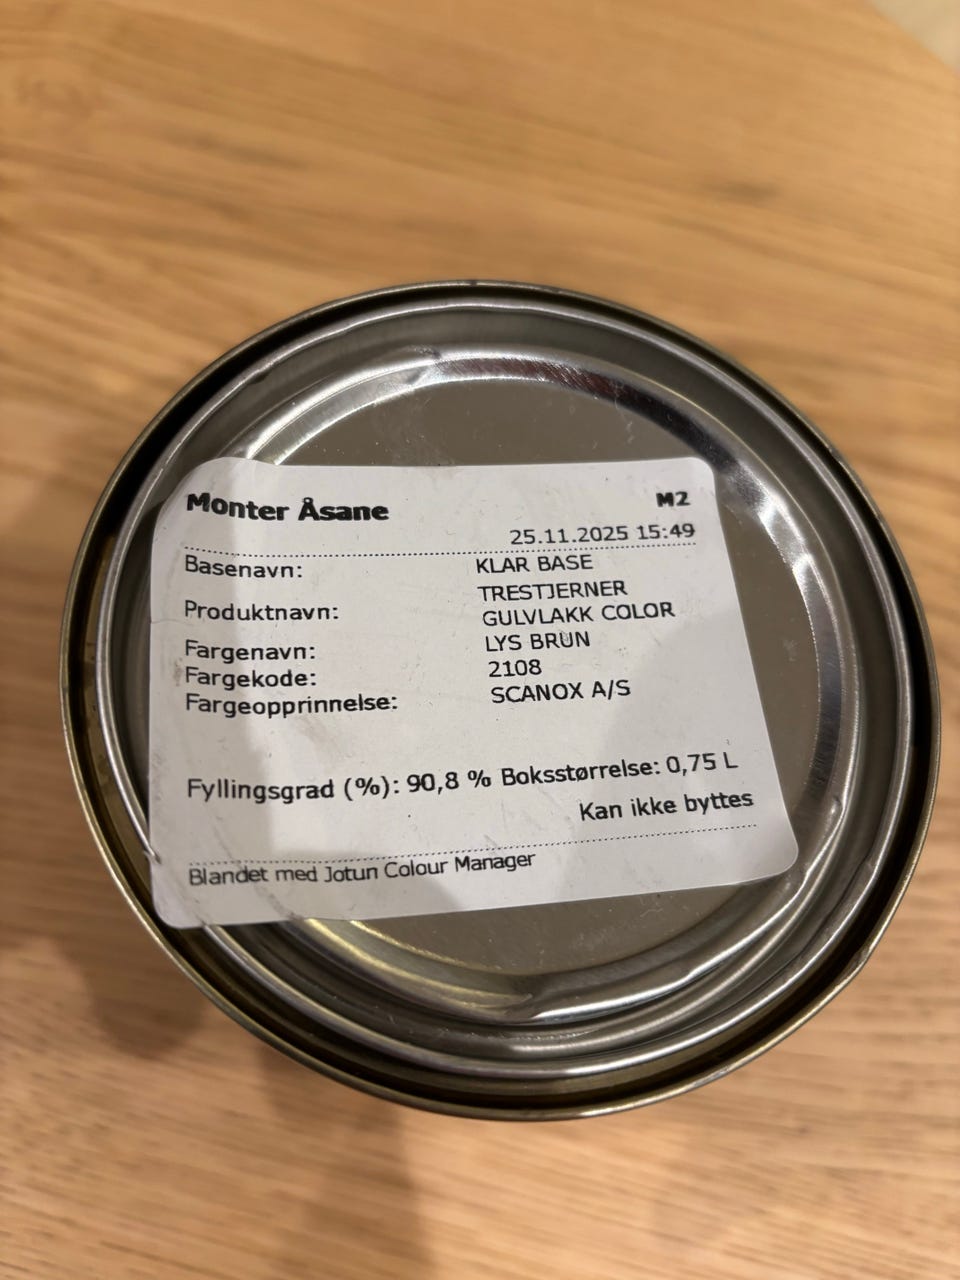 Monter Åsane
M2
25.11.2025 15:49
Basenavn: KLAR BASE
Produktnavn: TRESTJERNER
GULVLAKK COLOR
Fargenavn: LYS BRUN
Fargekode: 2108
Fargeopprinnelse: SCANOX A/S
Fyllingsgrad (%): 90,8 % Boksstørrelse: 0,75 L
Kan ikke byttes
Blandet med Jotun Colour Manager